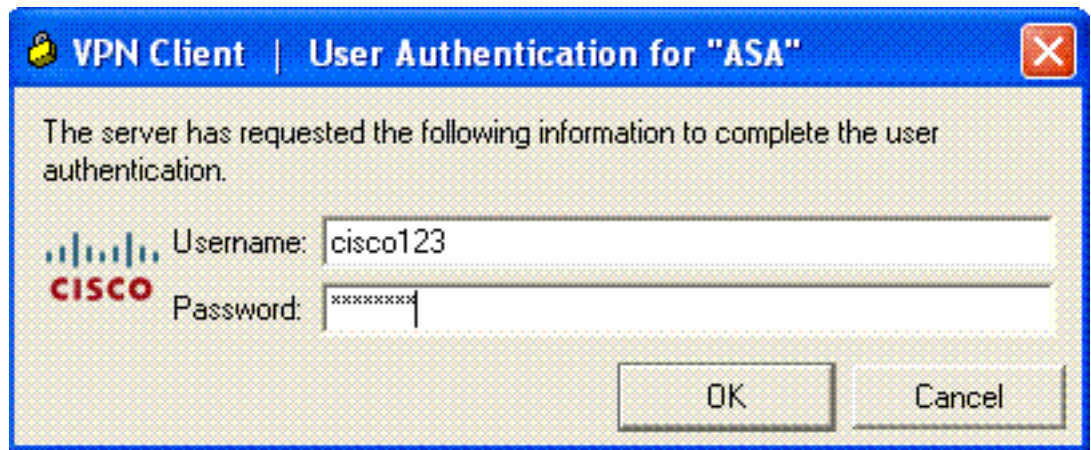 VPN Client | User Authentication for "ASA"
The server has requested the following information to complete the user
authentication.
CISCO
Username: cisco123
Password: ********
OK Cancel